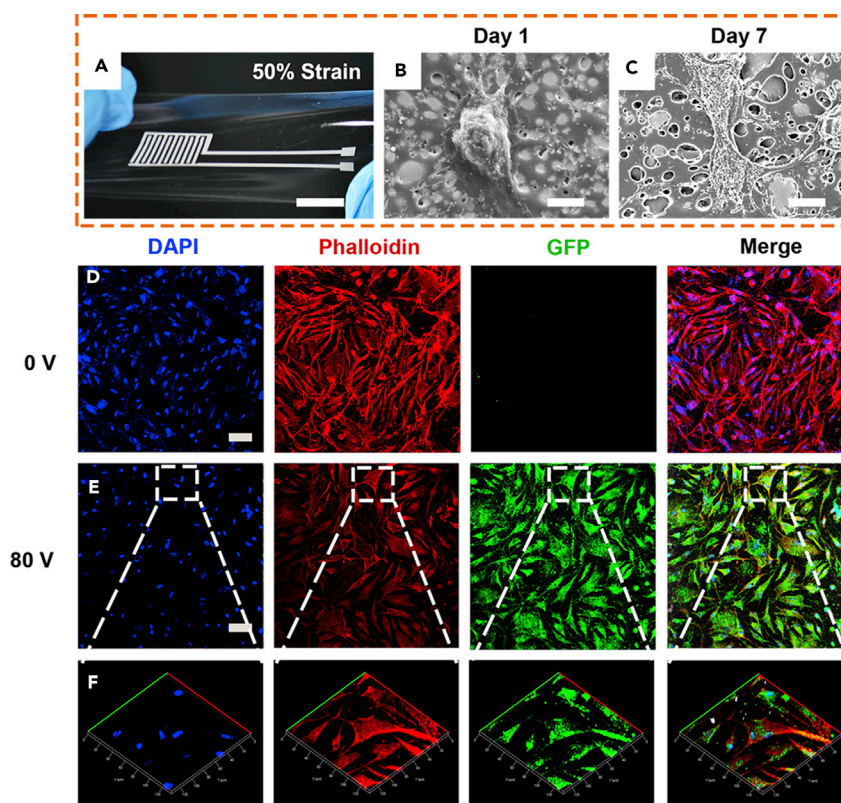 Day 1
Day 7
A
50% Strain
B
C
DAPI
Phalloidin
GFP
Merge
D
0 V
E
80 V
F